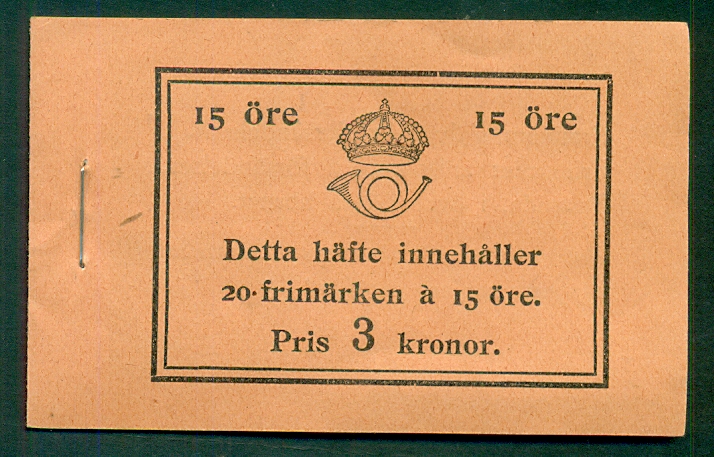 15 öre 15 öre
Detta häfte innehåller
20 frimärken à 15 öre.
Pris 3 kronor.